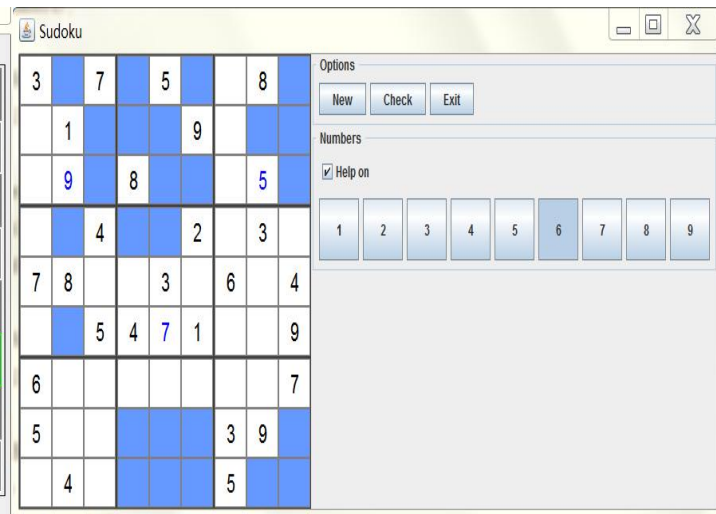 Sudoku
Options
New Check Exit
Numbers
Help on
1 2 3 4 5 6 7 8 9
3 7 5 8
1 9
9 8 5
4 2 3
7 8 3 6 4
5 4 7 1 9
6 7
5 3 9
4 5